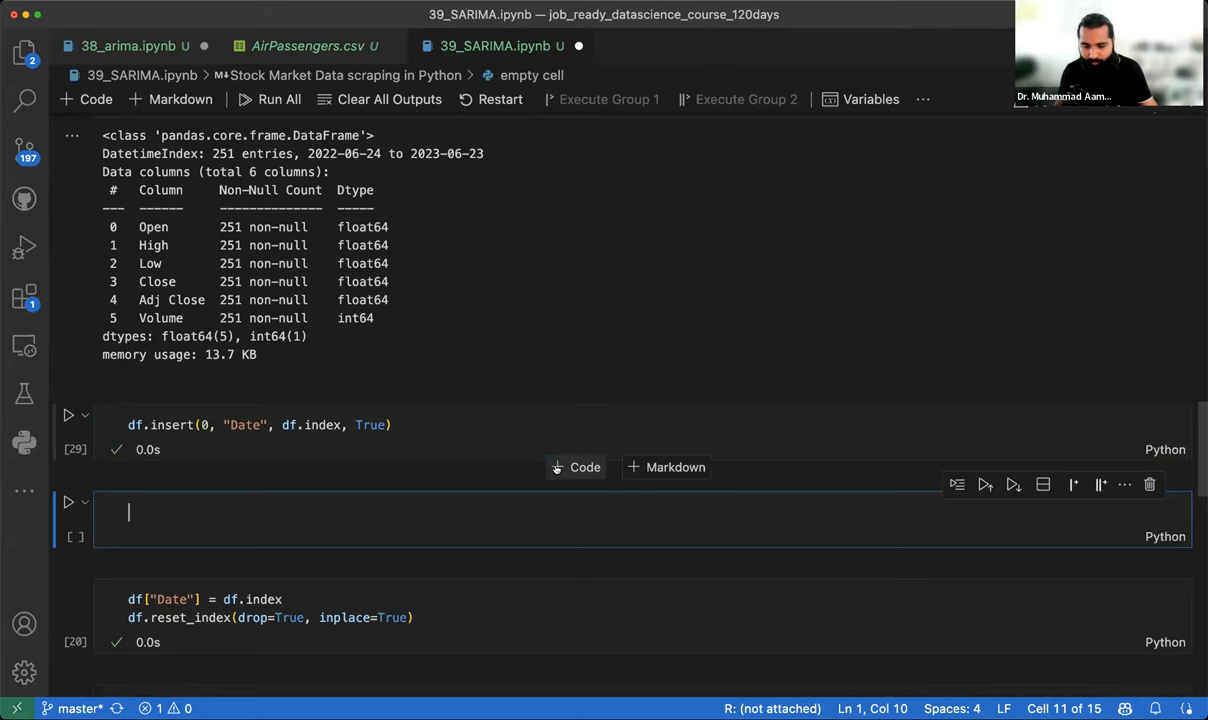 39_SARIMA.ipynb — job_ready_datascience_course_120days
38_arima.ipynb U
AirPassengers.csv U
39_SARIMA.ipynb U
39_SARIMA.ipynb > M↓Stock Market Data scraping in Python > empty cell
+ Code + Markdown Run All Clear All Outputs Restart Execute Group 1 Execute Group 2 Variables ...
Dr. Muhammad Aam...
2
197
1
... <class 'pandas.core.frame.DataFrame'>
DatetimeIndex: 251 entries, 2022-06-24 to 2023-06-23
Data columns (total 6 columns):
# Column Non-Null Count Dtype
--- ------ -------------- -----
0 Open 251 non-null float64
1 High 251 non-null float64
2 Low 251 non-null float64
3 Close 251 non-null float64
4 Adj Close 251 non-null float64
5 Volume 251 non-null int64
dtypes: float64(5), int64(1)
memory usage: 13.7 KB
df.insert(0, "Date", df.index, True)
[29] 0.0s Python
+ Code + Markdown
[ ] Python
df["Date"] = df.index
df.reset_index(drop=True, inplace=True)
[20] 0.0s Python
master* 1 0 R: (not attached) Ln 1, Col 10 Spaces: 4 LF Cell 11 of 15